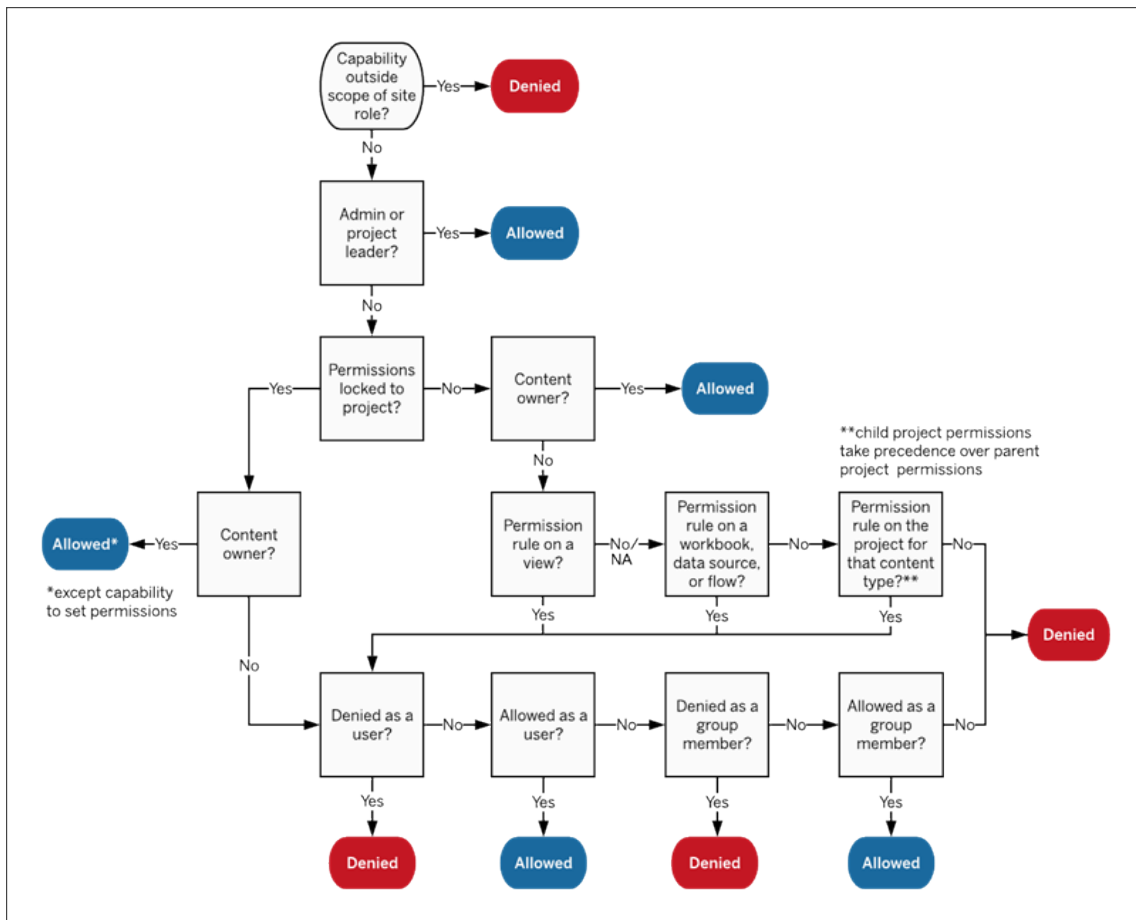 Capability
outside
scope of site
role?
Yes
Denied
No
Admin or
project
leader?
Yes
Allowed
No
Permissions
locked to
project?
Yes
No
Content
owner?
Yes
Allowed
No
**child project permissions
take precedence over parent
project permissions
Content
owner?
Yes
Allowed*
*except capability
to set permissions
No
Permission
rule on a
view?
No/
NA
Yes
Permission
rule on a
workbook,
data source,
or flow?
No
Yes
Permission
rule on the
project for
that content
type?**
No
Yes
Denied
Denied as a
user?
No
Yes
Denied
Allowed as a
user?
No
Yes
Allowed
Denied as a
group
member?
No
Yes
Denied
Allowed as a
group
member?
No
Yes
Allowed